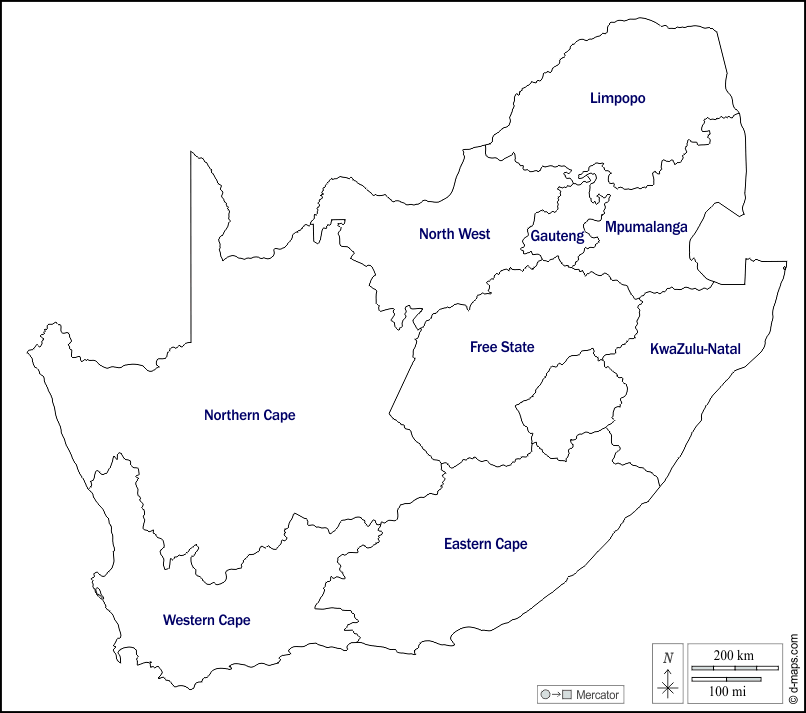 Limpopo
North West
Gauteng
Mpumalanga
Free State
KwaZulu-Natal
Northern Cape
Eastern Cape
Western Cape
N
200 km
100 mi
Mercator
© d-maps.com